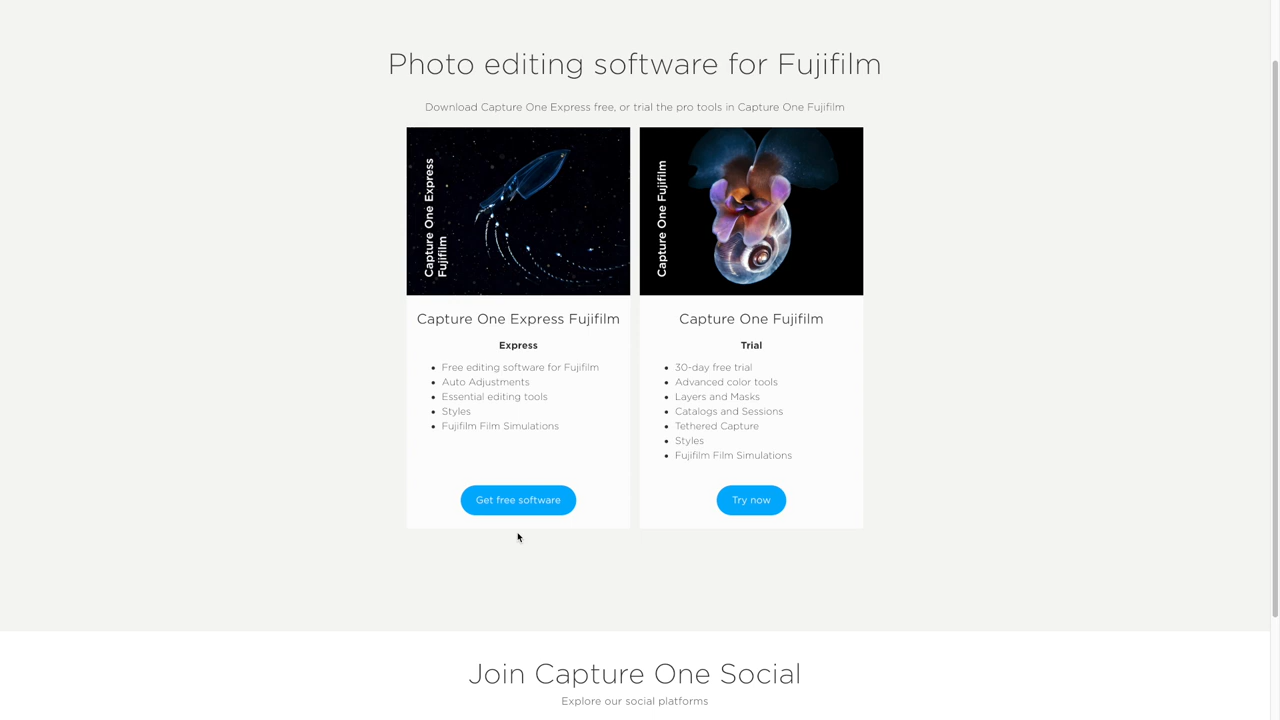 Photo editing software for Fujifilm
Download Capture One Express free, or trial the pro tools in Capture One Fujifilm
Capture One Express
Fujifilm
Capture One Fujifilm
Capture One Express Fujifilm
Express
Free editing software for Fujifilm
Auto Adjustments
Essential editing tools
Styles
Fujifilm Film Simulations
Get free software
Capture One Fujifilm
Trial
30-day free trial
Advanced color tools
Layers and Masks
Catalogs and Sessions
Tethered Capture
Styles
Fujifilm Film Simulations
Try now
Join Capture One Social
Explore our social platforms